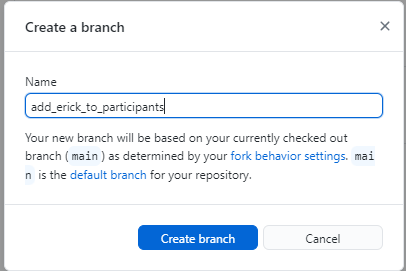 Create a branch
Name
add_erick_to_participants
Your new branch will be based on your currently checked out
branch (main) as determined by your fork behavior settings. mai
n is the default branch for your repository.
Create branch
Cancel